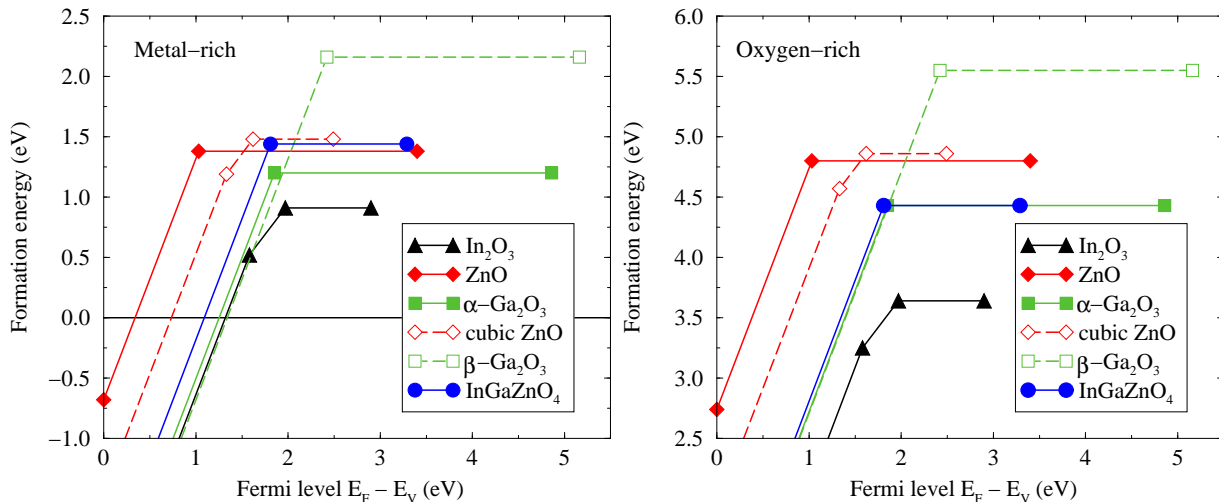 Metal−rich
Formation energy (eV)
2.5
2.0
1.5
1.0
0.5
0.0
−0.5
−1.0
0 1 2 3 4 5
Fermi level E_F − E_V (eV)
In₂O₃
ZnO
α−Ga₂O₃
cubic ZnO
β−Ga₂O₃
InGaZnO₄
Oxygen−rich
Formation energy (eV)
6.0
5.5
5.0
4.5
4.0
3.5
3.0
2.5
0 1 2 3 4 5
Fermi level E_F − E_V (eV)
In₂O₃
ZnO
α−Ga₂O₃
cubic ZnO
β−Ga₂O₃
InGaZnO₄